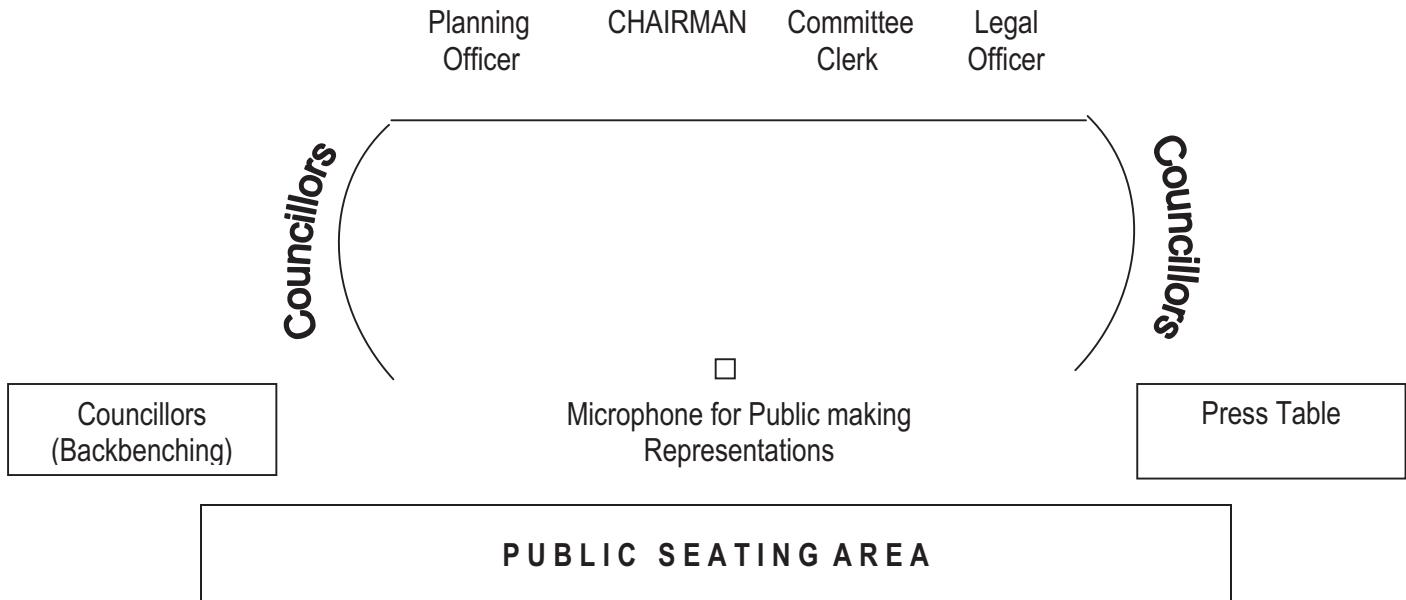 Planning
Officer
CHAIRMAN
Committee
Clerk
Legal
Officer
Councillors
Councillors
Councillors
(Backbenching)
Microphone for Public making
Representations
Press Table
PUBLIC SEATING AREA